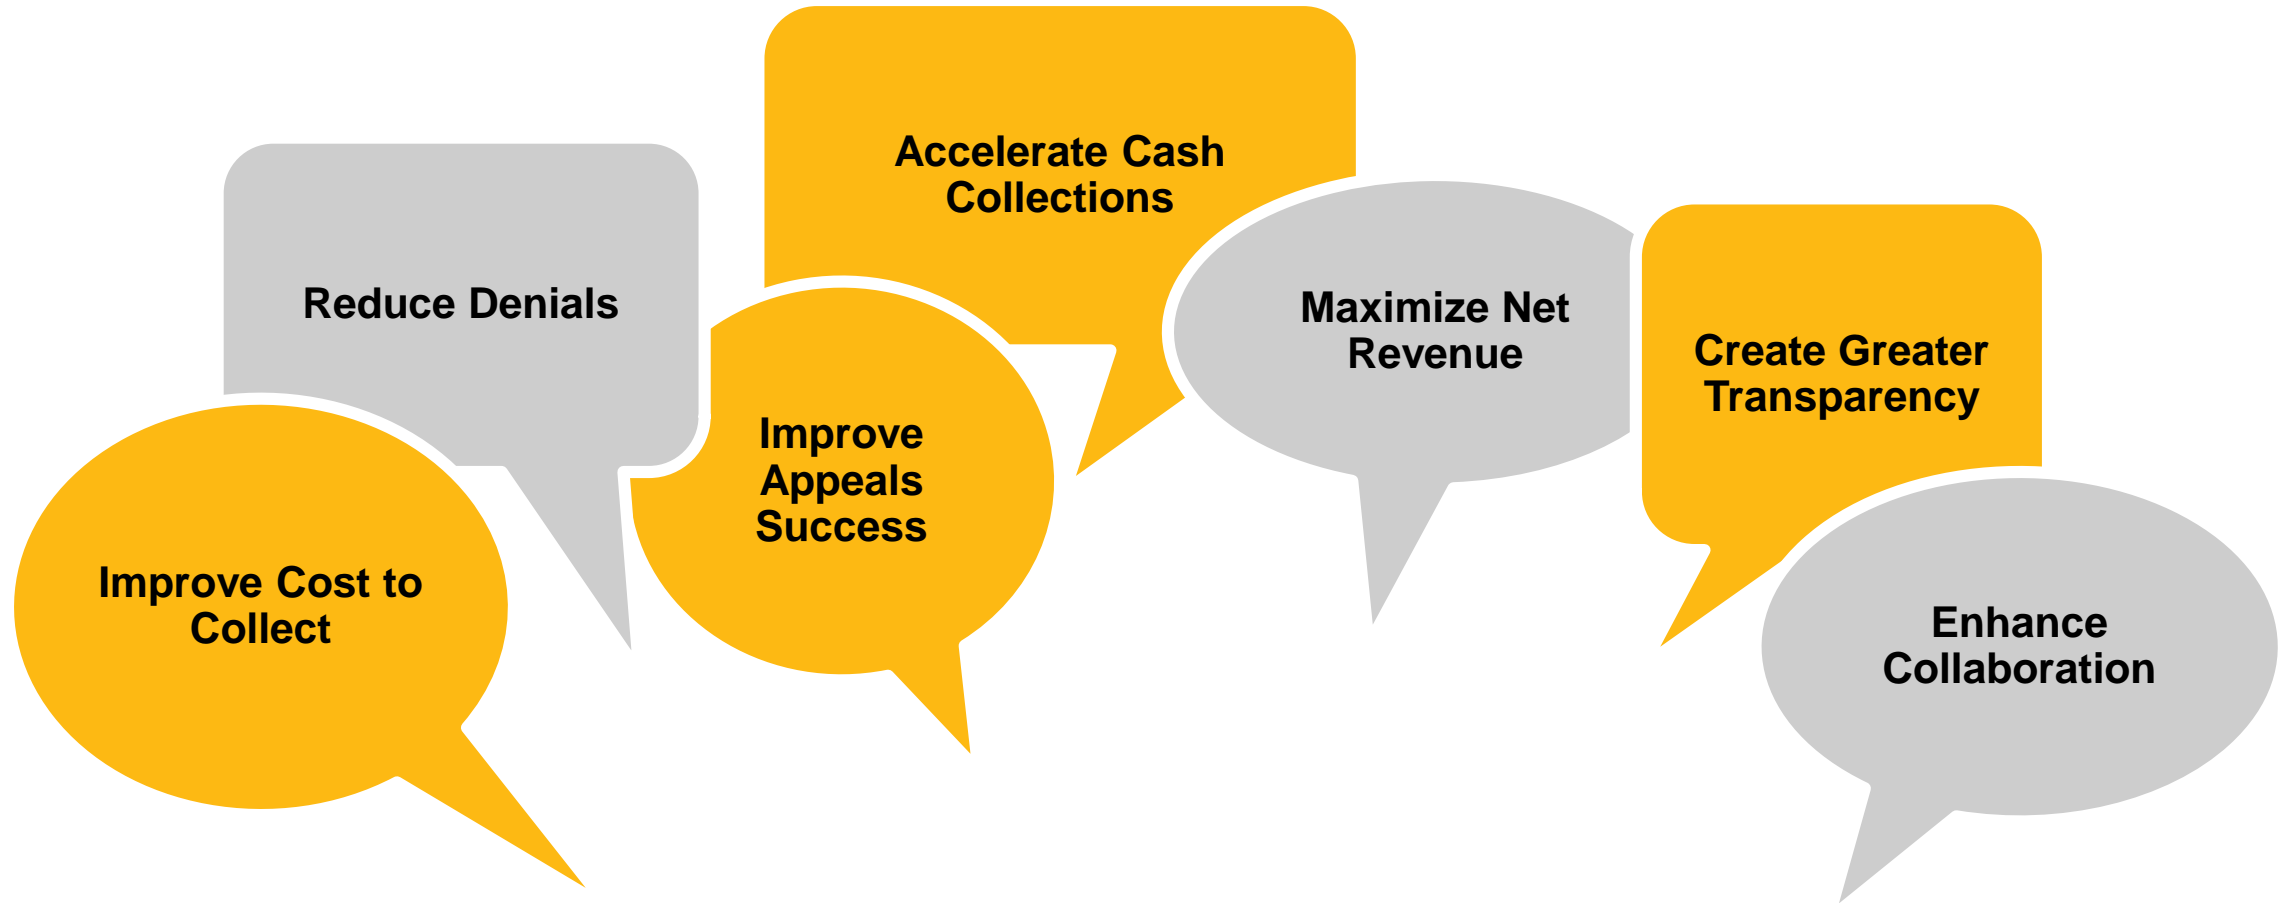 Accelerate Cash
Collections
Reduce Denials
Maximize Net
Revenue
Create Greater
Transparency
Improve
Appeals
Success
Improve Cost to
Collect
Enhance
Collaboration